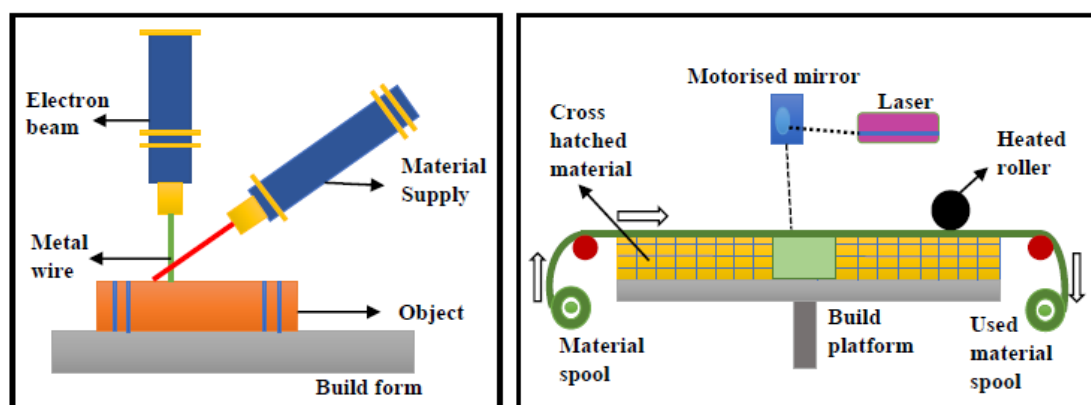 Electron
beam
Material
Supply
Metal
wire
Object
Build form
Motorised mirror
Laser
Cross
hatched
material
Heated
roller
Material
spool
Build
platform
Used
material
spool